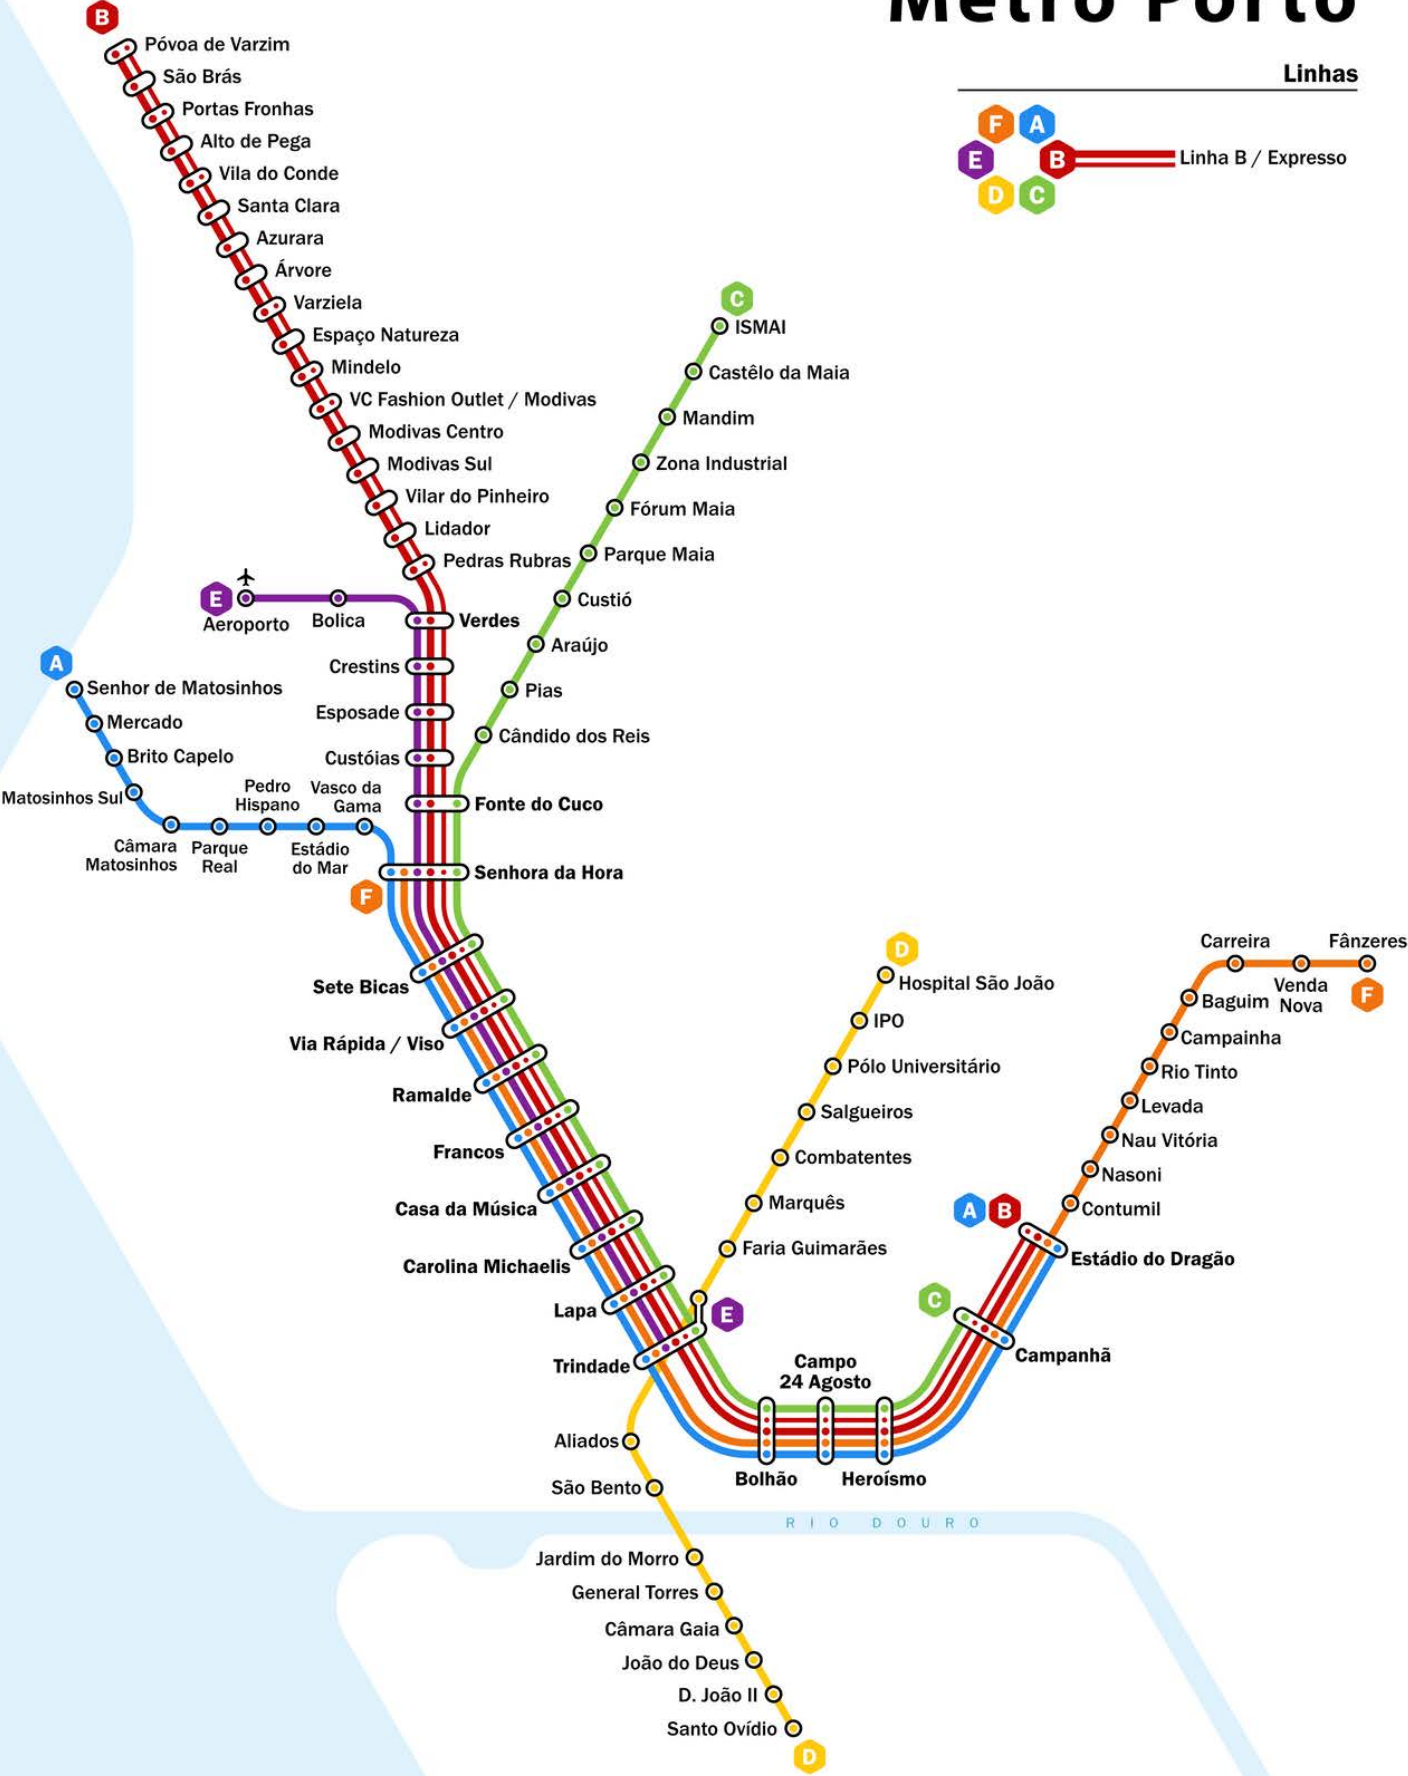 Metro Porto
Linhas
F
A
E
B
Linha B / Expresso
D
C
B
Póvoa de Varzim
São Brás
Portas Fronhas
Alto de Pega
Vila do Conde
Santa Clara
Azurara
Árvore
Varziela
Espaço Natureza
Mindelo
VC Fashion Outlet / Modivas
Modivas Centro
Modivas Sul
Vilar do Pinheiro
Lidador
Pedras Rubras
C
ISMAI
Castêlo da Maia
Mandim
Zona Industrial
Fórum Maia
Parque Maia
Custió
Araújo
Pias
Cândido dos Reis
E
Aeroporto
Bolica
Verdes
Crestins
Esposade
Custóias
Fonte do Cuco
Senhora da Hora
A
Senhor de Matosinhos
Mercado
Brito Capelo
Matosinhos Sul
Câmara
Matosinhos
Parque
Real
Pedro
Hispano
Estádio
do Mar
Vasco da
Gama
F
Sete Bicas
Via Rápida / Viso
Ramalde
Francos
Casa da Música
Carolina Michaelis
Lapa
Trindade
E
D
Hospital São João
IPO
Pólo Universitário
Salgueiros
Combatentes
Marquês
Faria Guimarães
Aliados
São Bento
Jardim do Morro
General Torres
Câmara Gaia
João do Deus
D. João II
Santo Ovídio
D
Bolhão
Campo
24 Agosto
Heroísmo
C
Campanhã
A
B
Estádio do Dragão
Contumil
Nasoni
Nau Vitória
Levada
Rio Tinto
Campainha
Baguim
Carreira
Venda
Nova
Fânzeres
F
RIO DOURO